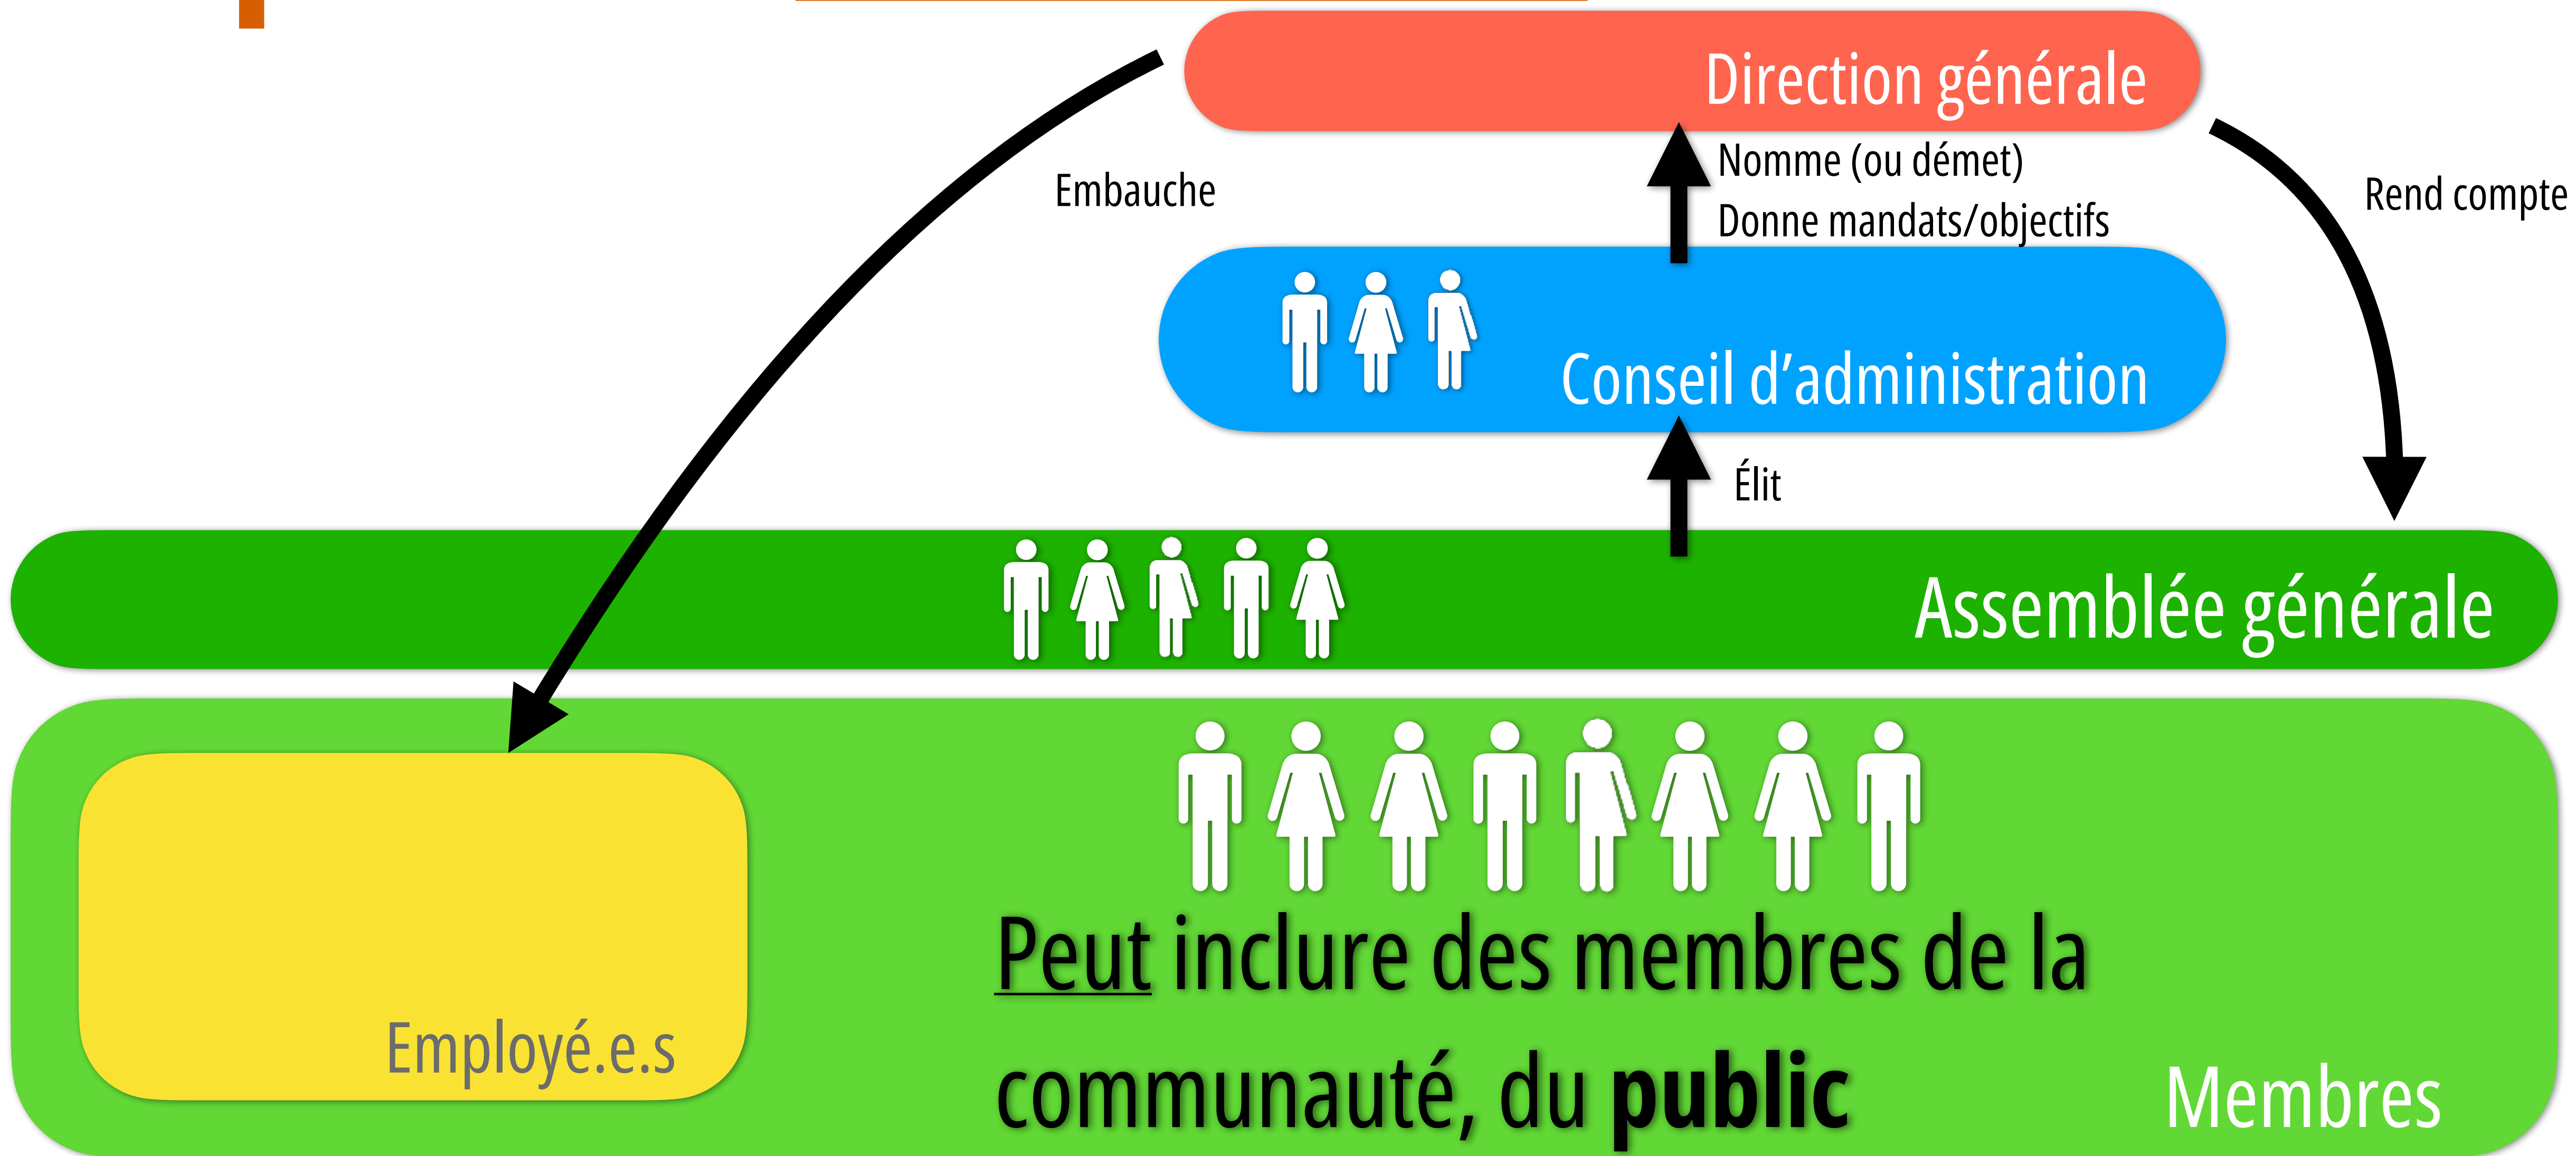 Direction générale
Nomme (ou démet)
Donne mandats/objectifs
Embauche
Rend compte
Conseil d’administration
Élit
Assemblée générale
Peut inclure des membres de la
communauté, du public
Employé.e.s
Membres